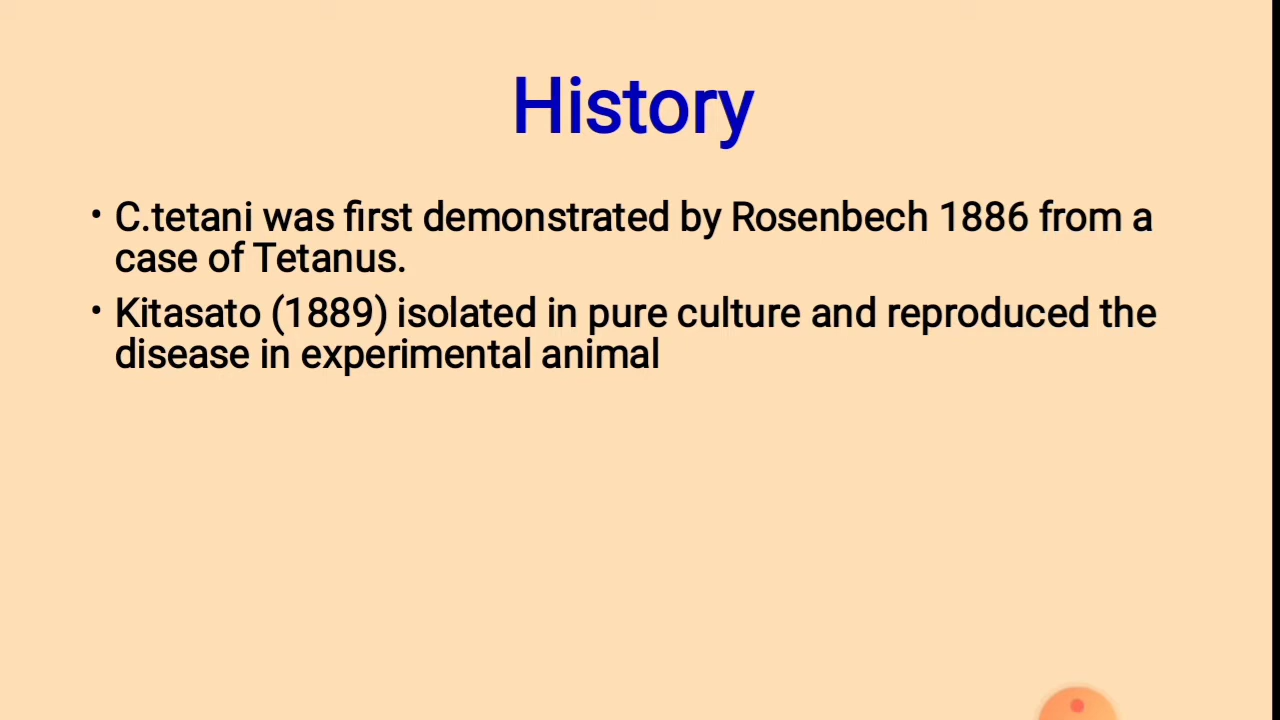 History
• C.tetani was first demonstrated by Rosenbech 1886 from a
case of Tetanus.
• Kitasato (1889) isolated in pure culture and reproduced the
disease in experimental animal